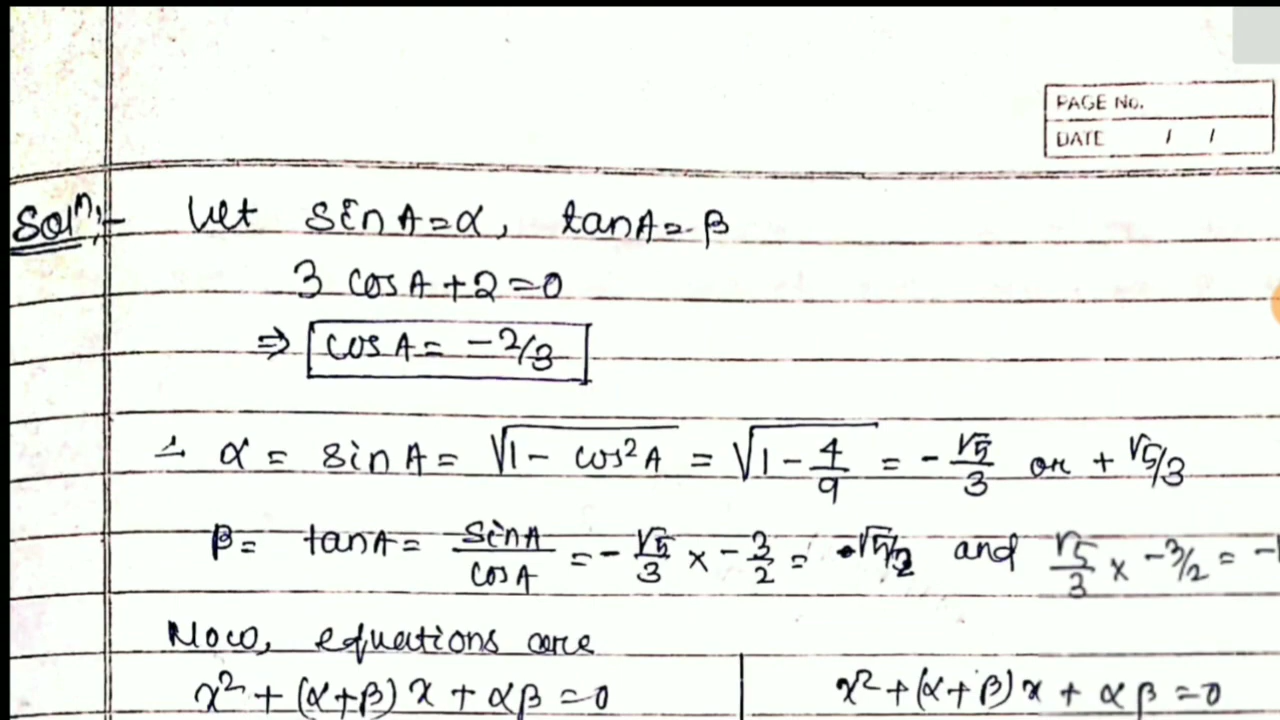 PAGE No.
DATE / /
Solⁿ:- Let sin A = α, tan A = β
3 cos A + 2 = 0
⇒ cos A = -2/3
∴ α = sin A = √(1 - cos²A) = √(1 - 4/9) = - √5/3 or + √5/3
β = tan A = sin A / cos A = - √5/3 × - 3/2 = √5/2 and √5/3 × -3/2 = -
Now, equations are
x² + (α+β) x + αβ = 0
x² + (α+β) x + αβ = 0